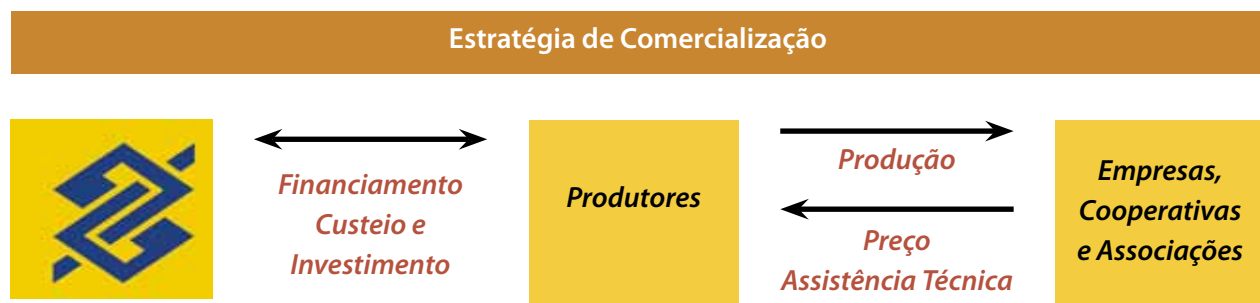 Estratégia de Comercialização
Financiamento
Custeio e
Investimento
Produtores
Produção
Preço
Assistência Técnica
Empresas,
Cooperativas
e Associações